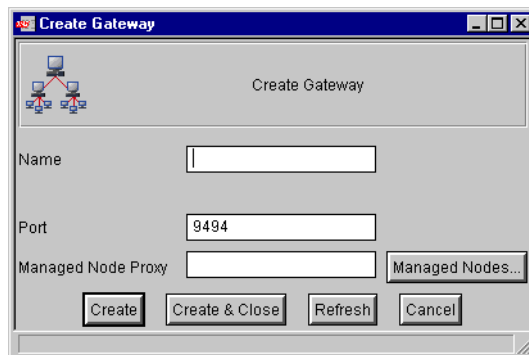 Create Gateway
Create Gateway
Name
Port 9494
Managed Node Proxy Managed Nodes...
Create Create & Close Refresh Cancel